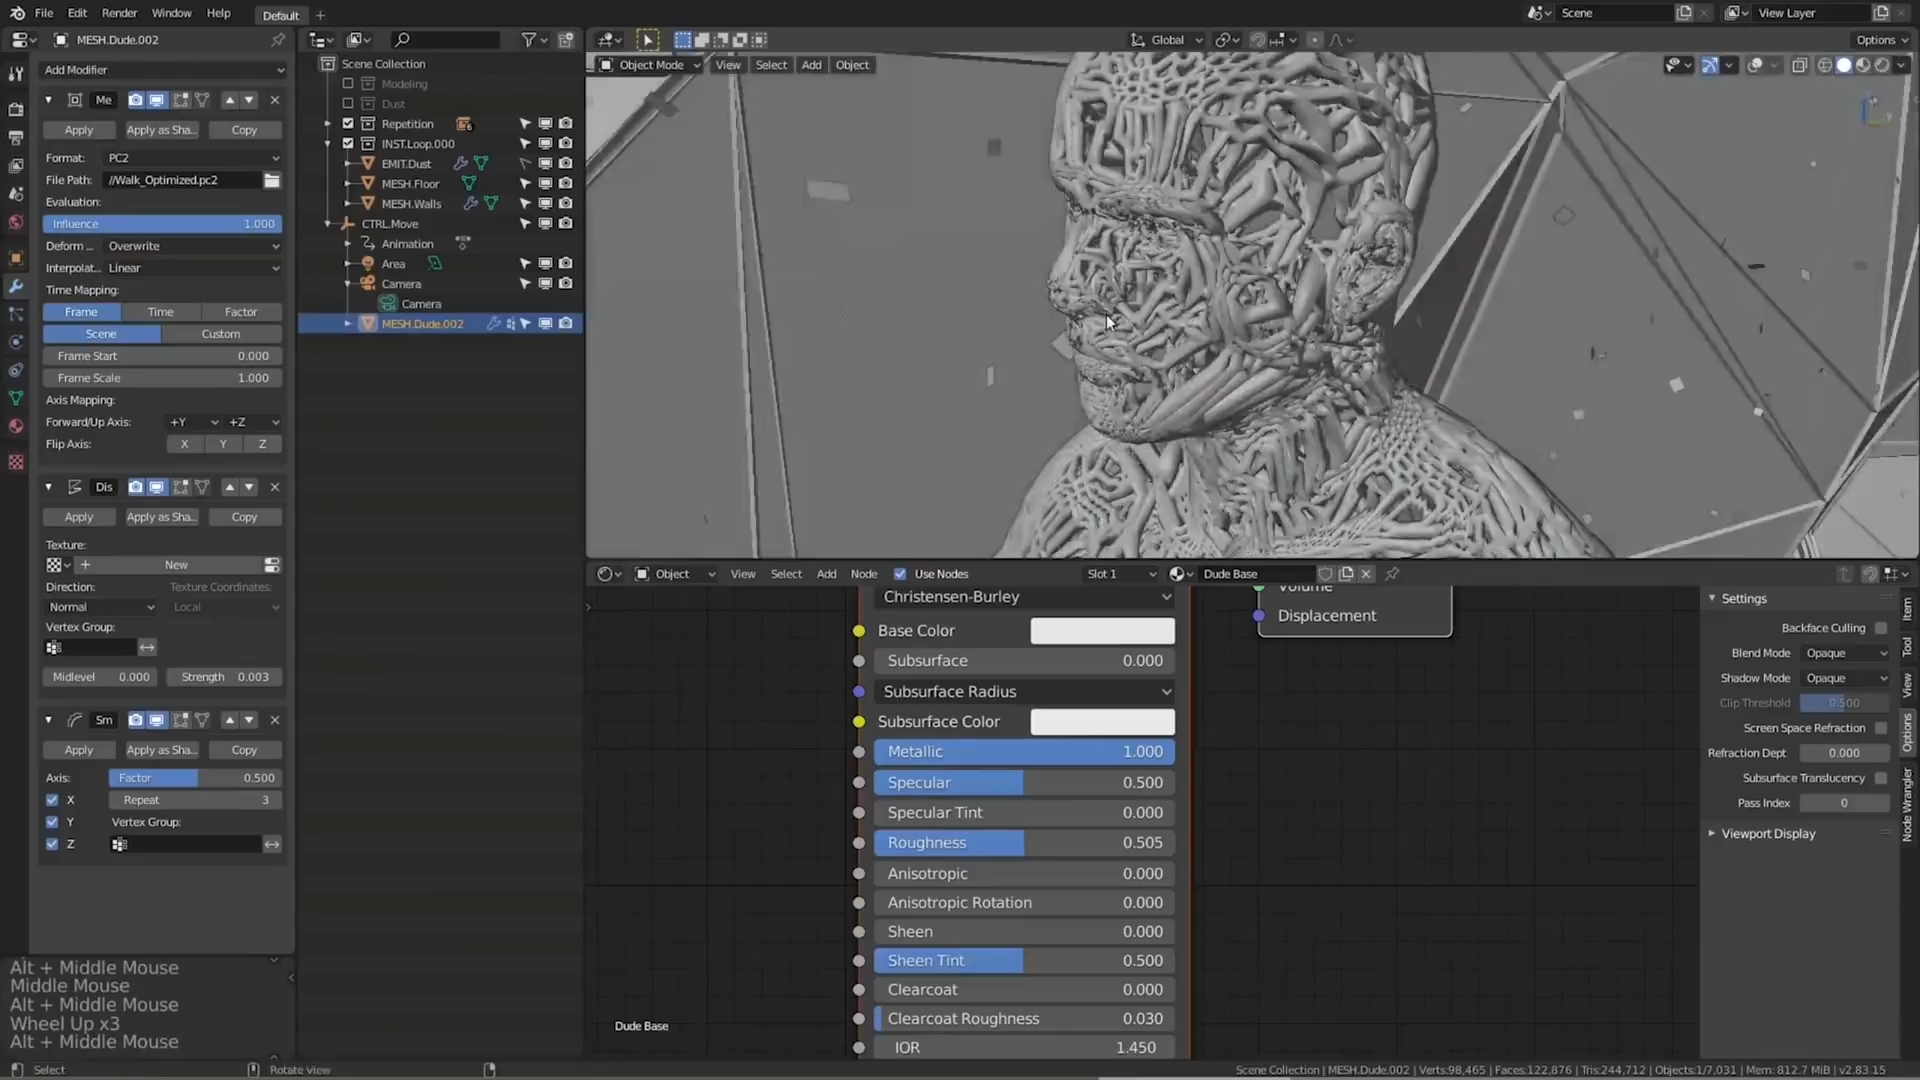 File Edit Render Window Help Default + Scene View Layer
MESH.Dude.002
Global Options
Add Modifier
Scene Collection
Object Mode View Select Add Object
Modeling
Me
Dust
Apply Apply as Sha... Copy
Repetition 6
INST.Loop.000
Format: PC2
EMIT.Dust
File Path: //Walk_Optimized.pc2
MESH.Floor
Evaluation:
MESH.Walls
Influence 1.000
CTRL.Move
Deform ... Overwrite
Animation
Interpolat... Linear
Area
Time Mapping:
Camera
Frame Time Factor
Camera
Scene Custom
MESH.Dude.002
Frame Start 0.000
Frame Scale 1.000
Axis Mapping:
Forward/Up Axis: +Y +Z
Flip Axis: X Y Z
Dis
Apply Apply as Sha... Copy
Texture:
New
Direction: Texture Coordinates:
Normal Local
Vertex Group:
Midlevel 0.000 Strength 0.003
Sm
Apply Apply as Sha... Copy
Axis: Factor 0.500
X Repeat 3
Y Vertex Group:
Z
Alt + Middle Mouse
Middle Mouse
Alt + Middle Mouse
Wheel Up x3
Alt + Middle Mouse
Object View Select Add Node Use Nodes Slot 1 Dude Base
Christensen-Burley
Base Color
Subsurface 0.000
Subsurface Radius
Subsurface Color
Metallic 1.000
Specular 0.500
Specular Tint 0.000
Roughness 0.505
Anisotropic 0.000
Anisotropic Rotation 0.000
Sheen 0.000
Sheen Tint 0.500
Clearcoat 0.000
Clearcoat Roughness 0.030
IOR 1.450
Dude Base
Volume
Displacement
Settings
Backface Culling
Blend Mode Opaque
Shadow Mode Opaque
Clip Threshold 0.500
Screen Space Refraction
Refraction Dept 0.000
Subsurface Translucency
Pass Index 0
Viewport Display
Item
Tool
View
Options
Node Wrangler
Select Rotate View
Scene Collection | MESH.Dude.002 | Verts:98,465 | Faces:122,876 | Tris:244,712 | Objects:1/7,031 | Mem: 812.7 MiB | v2.83.15